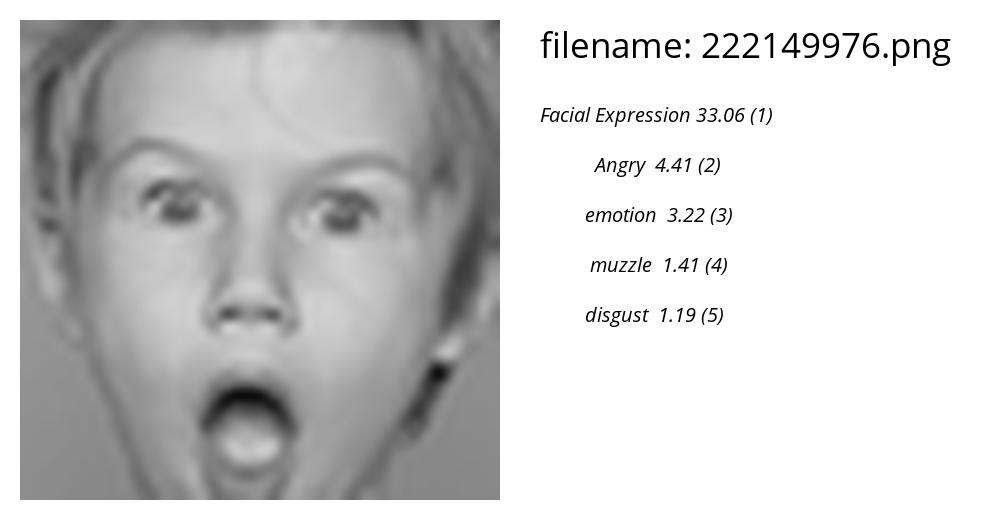 filename: 222149976.png
Facial Expression 33.06 (1)
Angry 4.41 (2)
emotion 3.22 (3)
muzzle 1.41 (4)
disgust 1.19 (5)